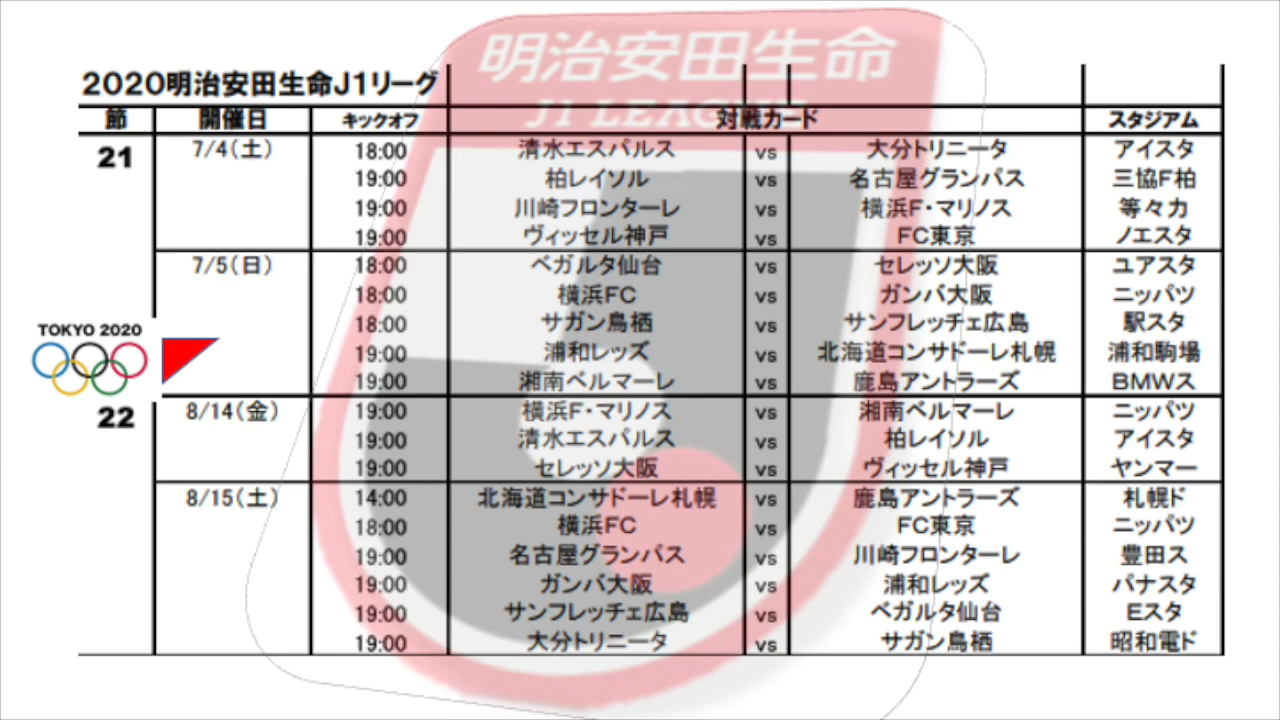 明治安田生命
J1 LEAGUE
2020明治安田生命J1リーグ
節 開催日 キックオフ 対戦カード スタジアム
21 7/4(土) 18:00 清水エスパルス vs 大分トリニータ アイスタ
19:00 柏レイソル vs 名古屋グランパス 三協F柏
19:00 川崎フロンターレ vs 横浜F・マリノス 等々力
19:00 ヴィッセル神戸 vs FC東京 ノエスタ
7/5(日) 18:00 ベガルタ仙台 vs セレッソ大阪 ユアスタ
18:00 横浜FC vs ガンバ大阪 ニッパツ
18:00 サガン鳥栖 vs サンフレッチェ広島 駅スタ
TOKYO 2020
19:00 浦和レッズ vs 北海道コンサドーレ札幌 浦和駒場
19:00 湘南ベルマーレ vs 鹿島アントラーズ BMWス
22 8/14(金) 19:00 横浜F・マリノス vs 湘南ベルマーレ ニッパツ
19:00 清水エスパルス vs 柏レイソル アイスタ
19:00 セレッソ大阪 vs ヴィッセル神戸 ヤンマー
8/15(土) 14:00 北海道コンサドーレ札幌 vs 鹿島アントラーズ 札幌ド
18:00 横浜FC vs FC東京 ニッパツ
19:00 名古屋グランパス vs 川崎フロンターレ 豊田ス
19:00 ガンバ大阪 vs 浦和レッズ パナスタ
19:00 サンフレッチェ広島 vs ベガルタ仙台 Eスタ
19:00 大分トリニータ vs サガン鳥栖 昭和電ド